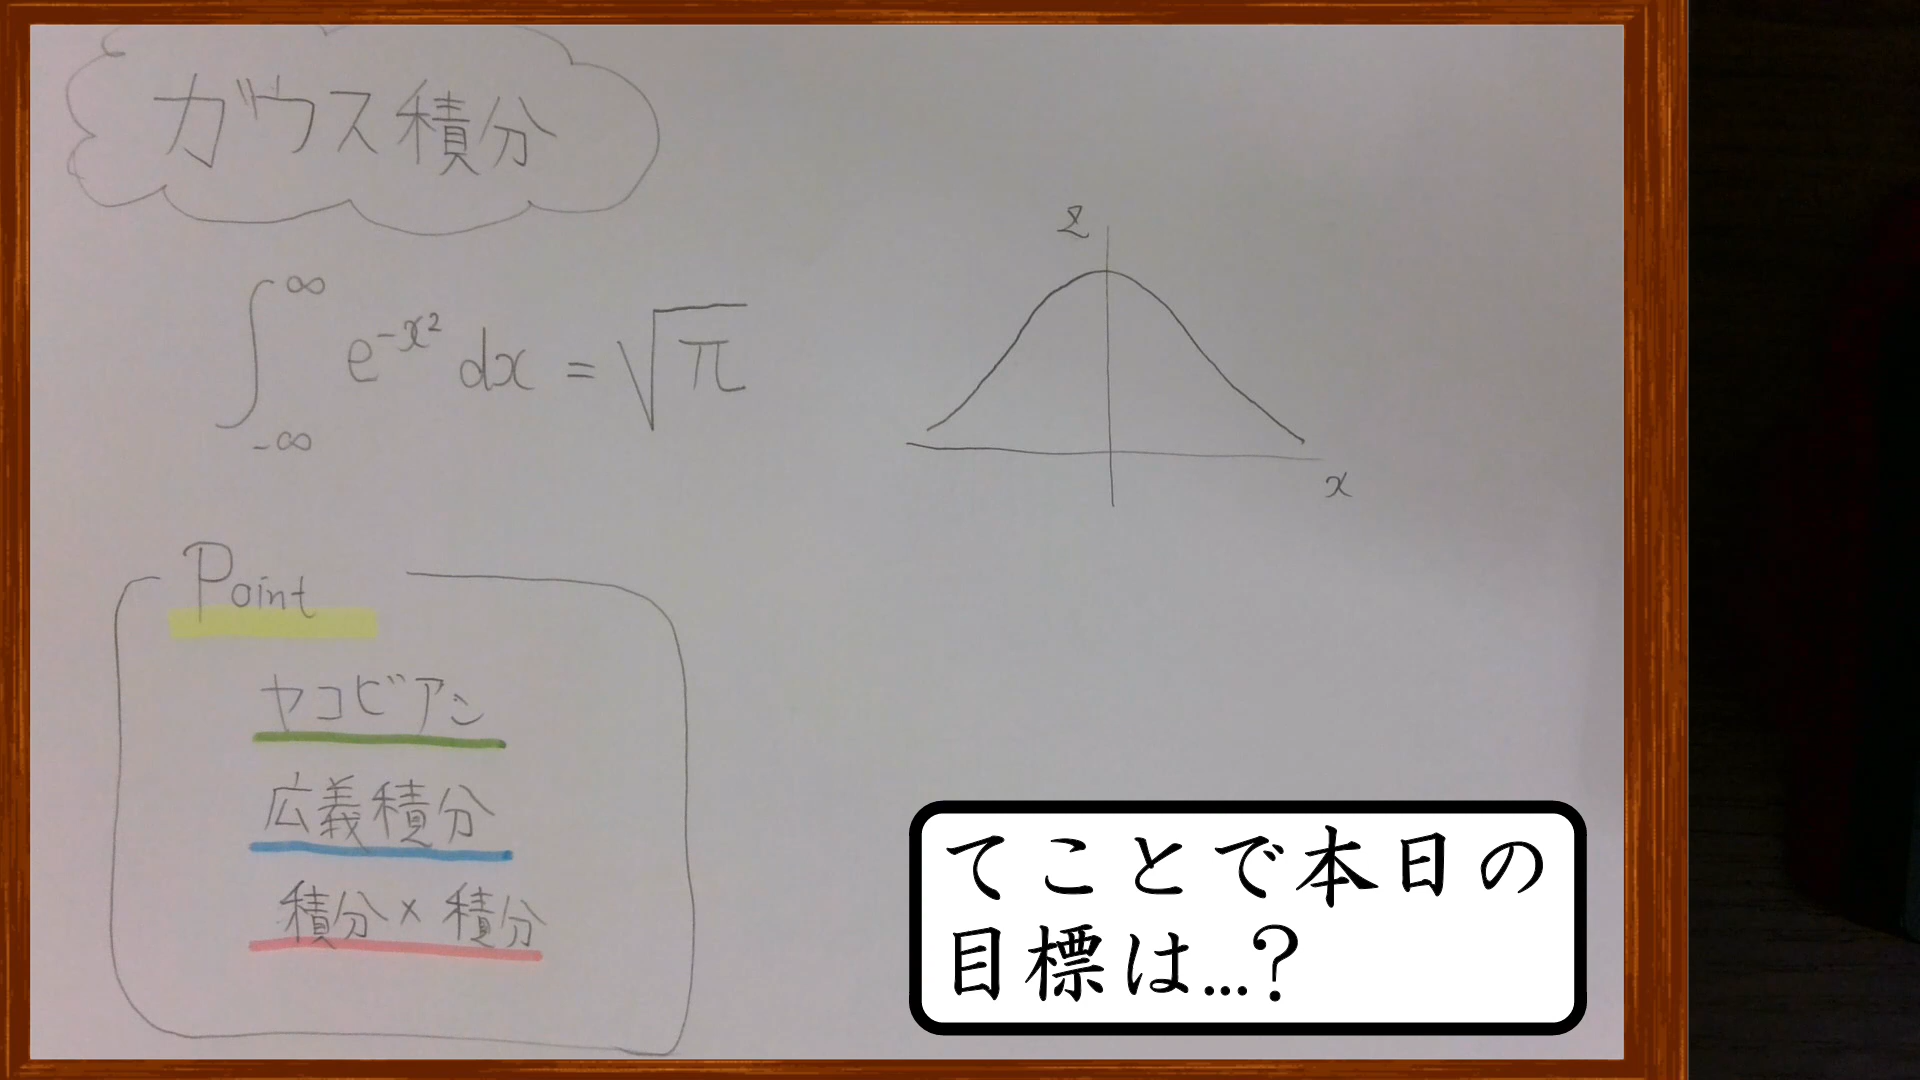 ガウス積分
∫_{-∞}^{∞} e^{-x²} dx = √π
z
x
Point
ヤコビアン
広義積分
積分×積分
てことで本日の
目標は...?